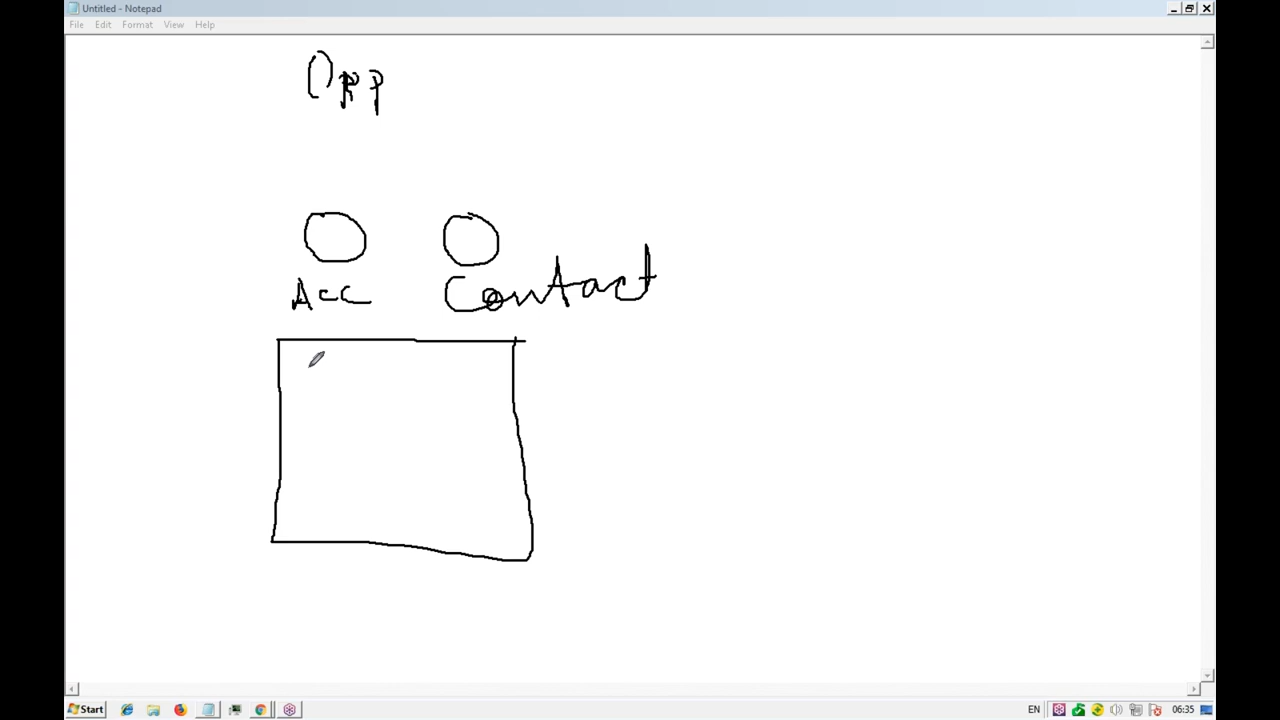 Untitled - Notepad
File Edit Format View Help
Opp
Acc Contact
Start EN 06:35